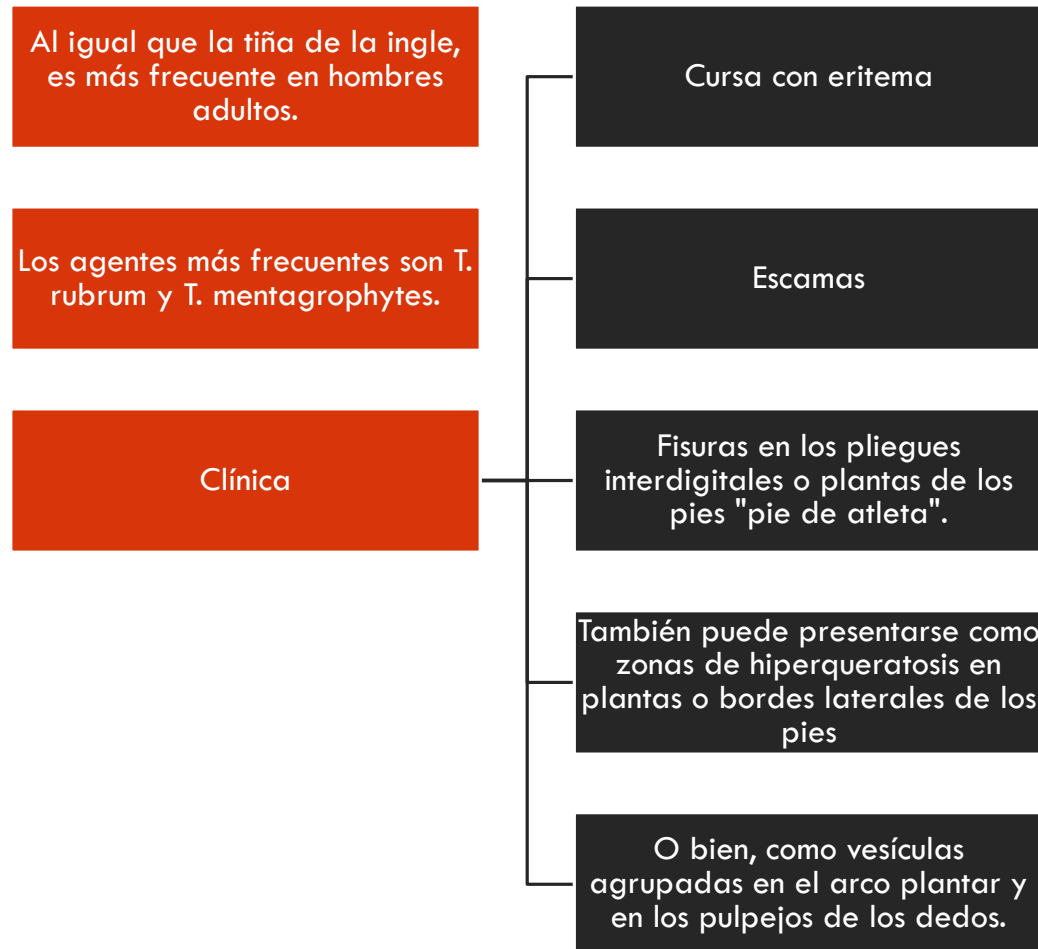 Al igual que la tiña de la ingle,
es más frecuente en hombres
adultos.
Los agentes más frecuentes son T.
rubrum y T. mentagrophytes.
Clínica
Cursa con eritema
Escamas
Fisuras en los pliegues
interdigitales o plantas de los
pies "pie de atleta".
También puede presentarse como
zonas de hiperqueratosis en
plantas o bordes laterales de los
pies
O bien, como vesículas
agrupadas en el arco plantar y
en los pulpejos de los dedos.